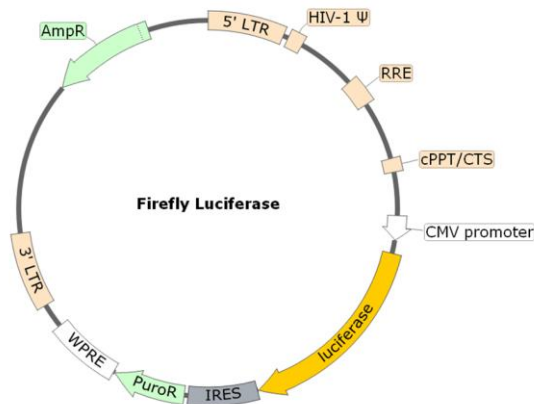 AmpR
5' LTR
HIV-1 Ψ
RRE
cPPT/CTS
Firefly Luciferase
CMV promoter
luciferase
IRES
PuroR
WPRE
3' LTR